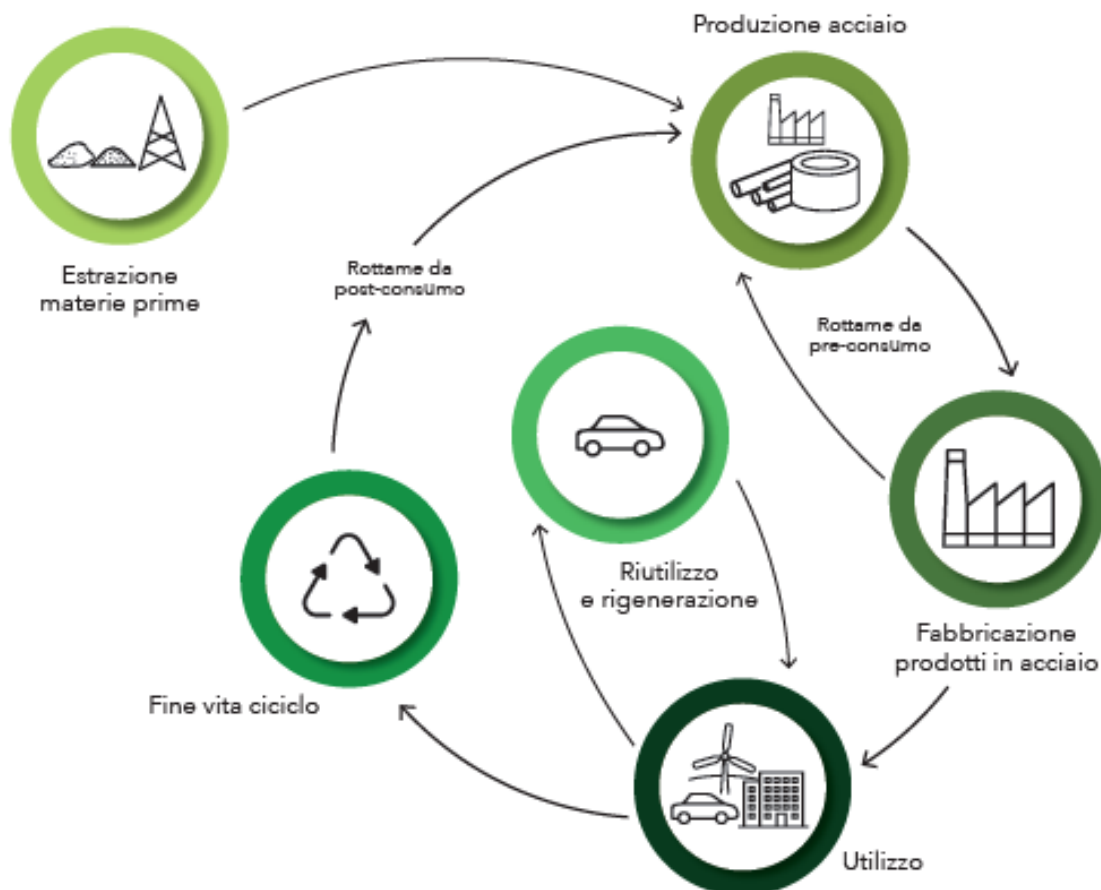 Produzione acciaio
Estrazione
materie prime
Rottame da
post-consumo
Rottame da
pre-consumo
Riutilizzo
e rigenerazione
Fabbricazione
prodotti in acciaio
Fine vita ciciclo
Utilizzo